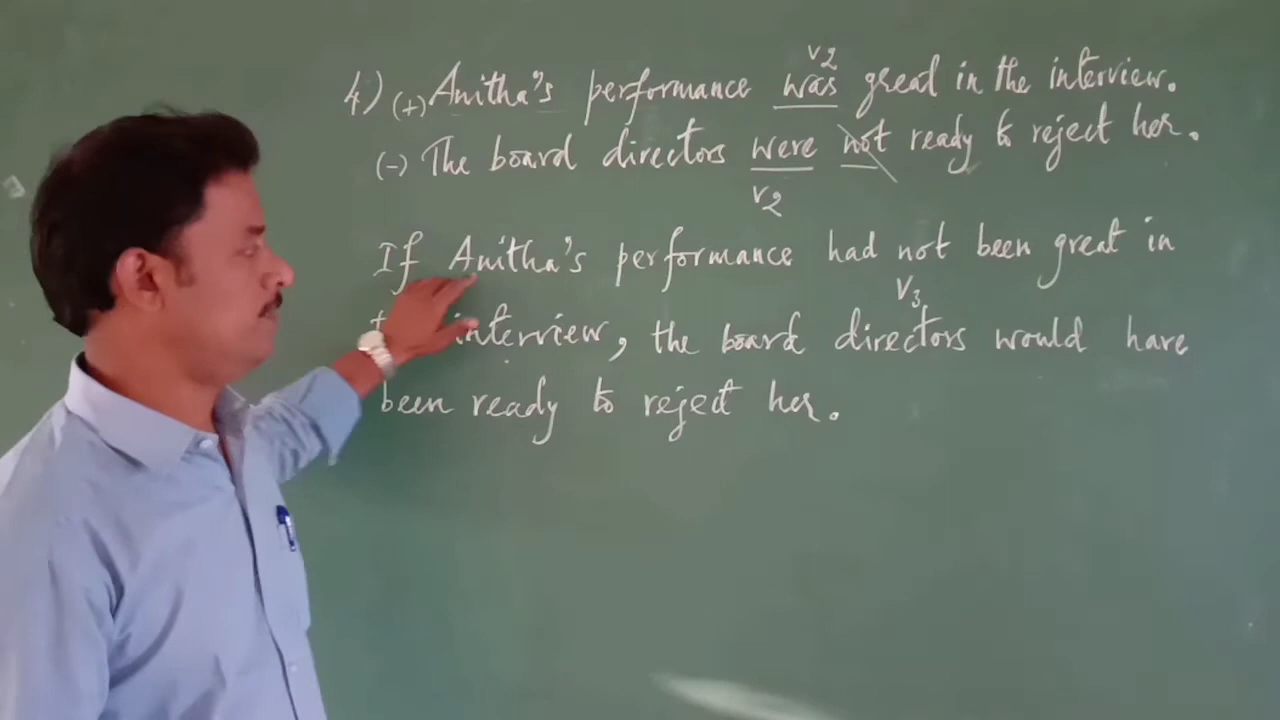 v2
4) (+) Anitha's performance was great in the interview.
(-) The board directors were not ready to reject her.
v2
If Anitha's performance had not been great in
V3
interview, the board directors would have
been ready to reject her.